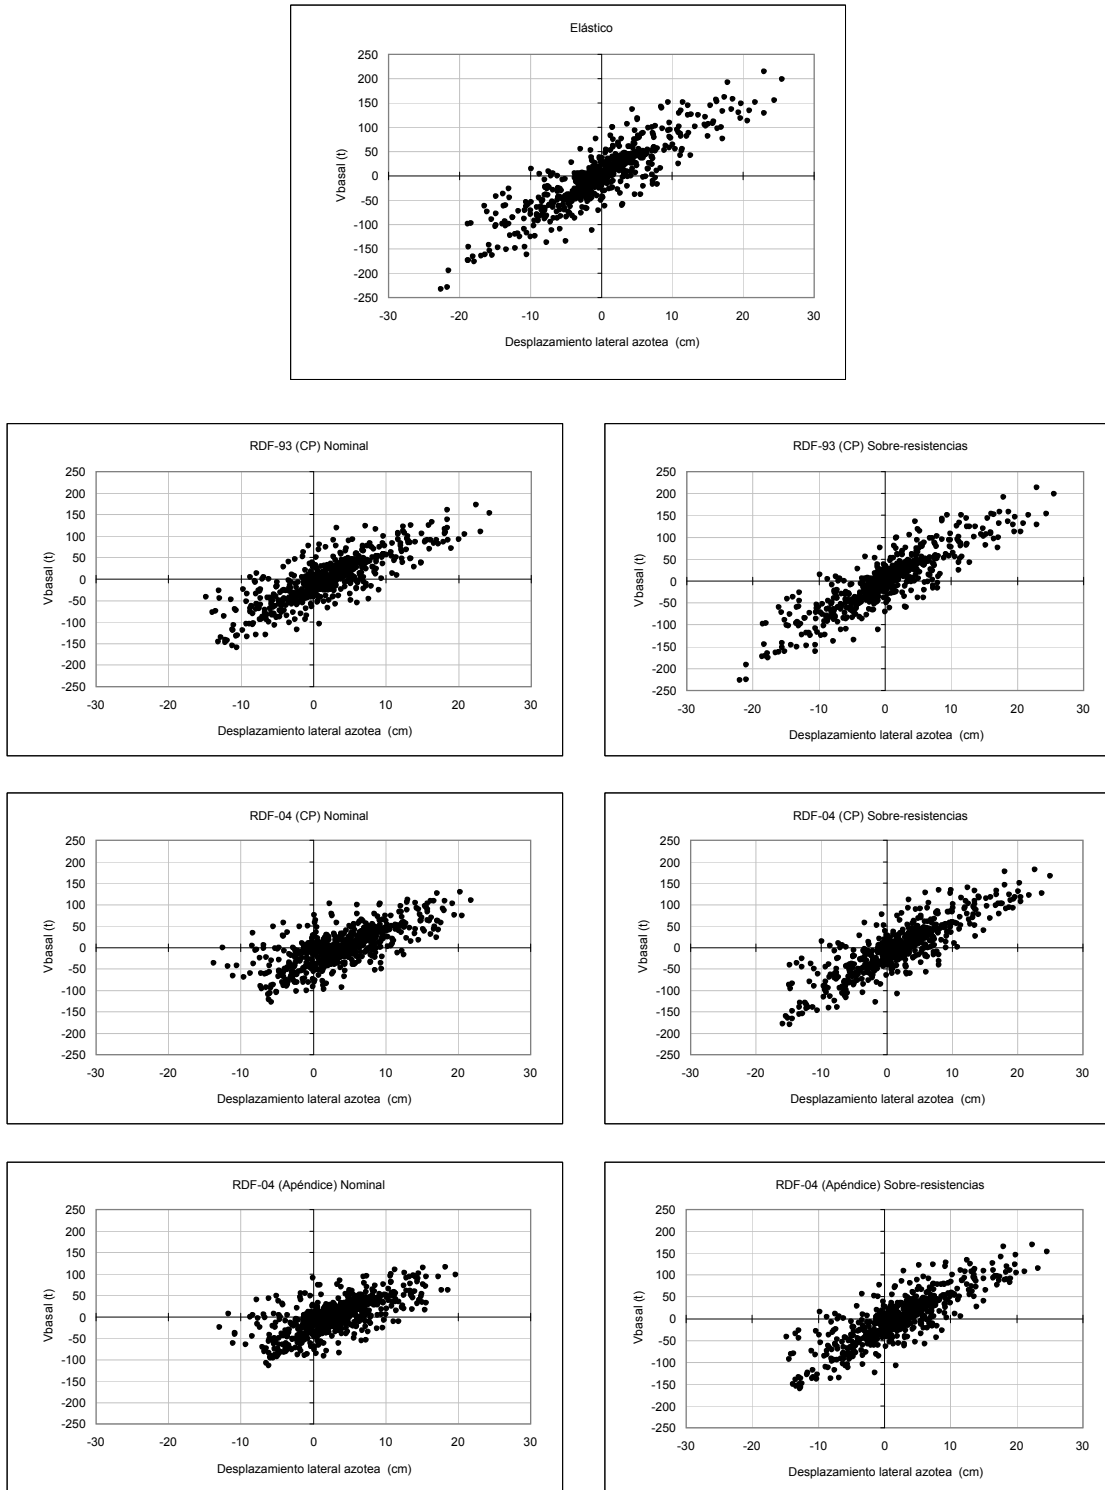 Elástico
250
200
150
100
50
0
-50
-100
-150
-200
-250
Vbasal (t)
-30 -20 -10 0 10 20 30
Desplazamiento lateral azotea (cm)
RDF-93 (CP) Nominal
250
200
150
100
50
0
-50
-100
-150
-200
-250
Vbasal (t)
-30 -20 -10 0 10 20 30
Desplazamiento lateral azotea (cm)
RDF-93 (CP) Sobre-resistencias
250
200
150
100
50
0
-50
-100
-150
-200
-250
Vbasal (t)
-30 -20 -10 0 10 20 30
Desplazamiento lateral azotea (cm)
RDF-04 (CP) Nominal
250
200
150
100
50
0
-50
-100
-150
-200
-250
Vbasal (t)
-30 -20 -10 0 10 20 30
Desplazamiento lateral azotea (cm)
RDF-04 (CP) Sobre-resistencias
250
200
150
100
50
0
-50
-100
-150
-200
-250
Vbasal (t)
-30 -20 -10 0 10 20 30
Desplazamiento lateral azotea (cm)
RDF-04 (Apéndice) Nominal
250
200
150
100
50
0
-50
-100
-150
-200
-250
Vbasal (t)
-30 -20 -10 0 10 20 30
Desplazamiento lateral azotea (cm)
RDF-04 (Apéndice) Sobre-resistencias
250
200
150
100
50
0
-50
-100
-150
-200
-250
Vbasal (t)
-30 -20 -10 0 10 20 30
Desplazamiento lateral azotea (cm)